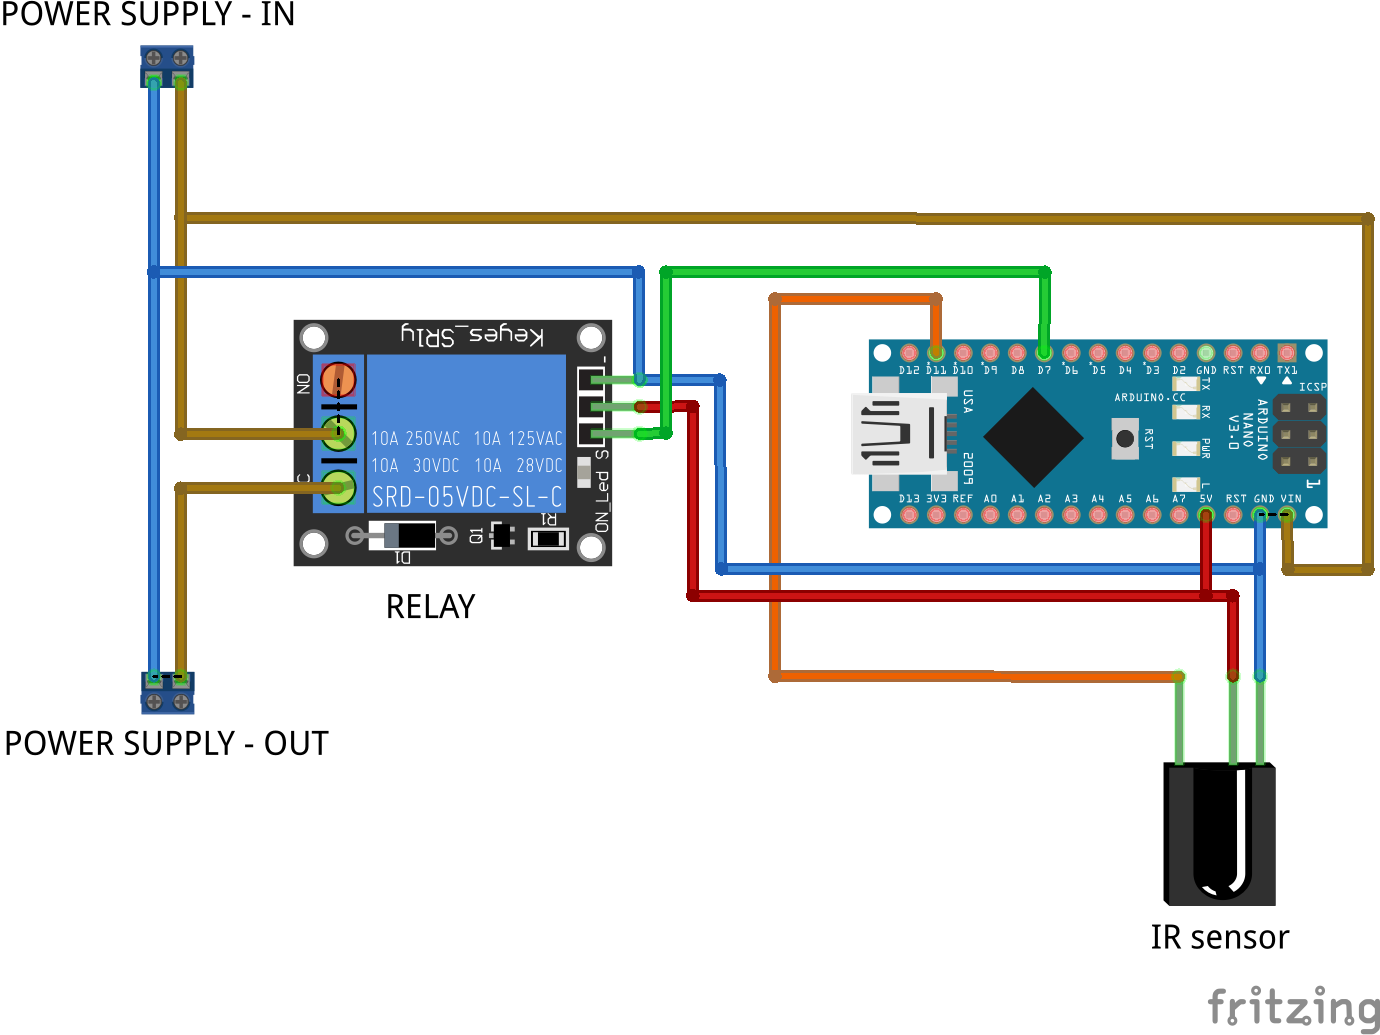 POWER SUPPLY - IN
Keyes_SRly
NO
C
10A 250VAC 10A 125VAC
10A 30VDC 10A 28VDC
SRD-05VDC-SL-C
-
S
ON_Led
D1
Q1
R1
RELAY
D12 D11 D10 D9 D8 D7 D6 D5 D4 D3 D2 GND RST RX0 TX1
USA
2009
ARDUINO.CC
RST
TX
RX
PWR
L
ARDUINO
NANO
V3.0
ICSP
1
D13 3V3 REF A0 A1 A2 A3 A4 A5 A6 A7 5V RST GND VIN
POWER SUPPLY - OUT
IR sensor
fritzing